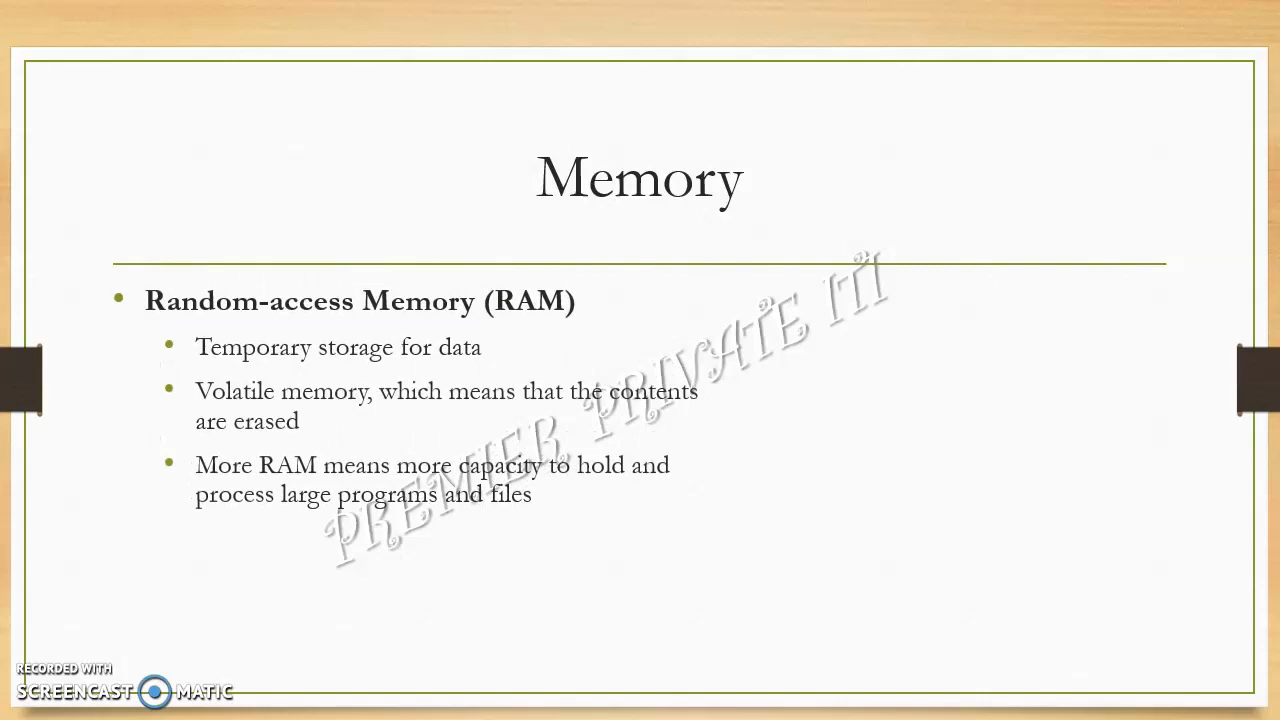 Memory
• Random-access Memory (RAM)
• Temporary storage for data
• Volatile memory, which means that the contents
are erased
• More RAM means more capacity to hold and
process large programs and files
PREMIER PRIVATE ITI
RECORDED WITH
SCREENCAST MATIC